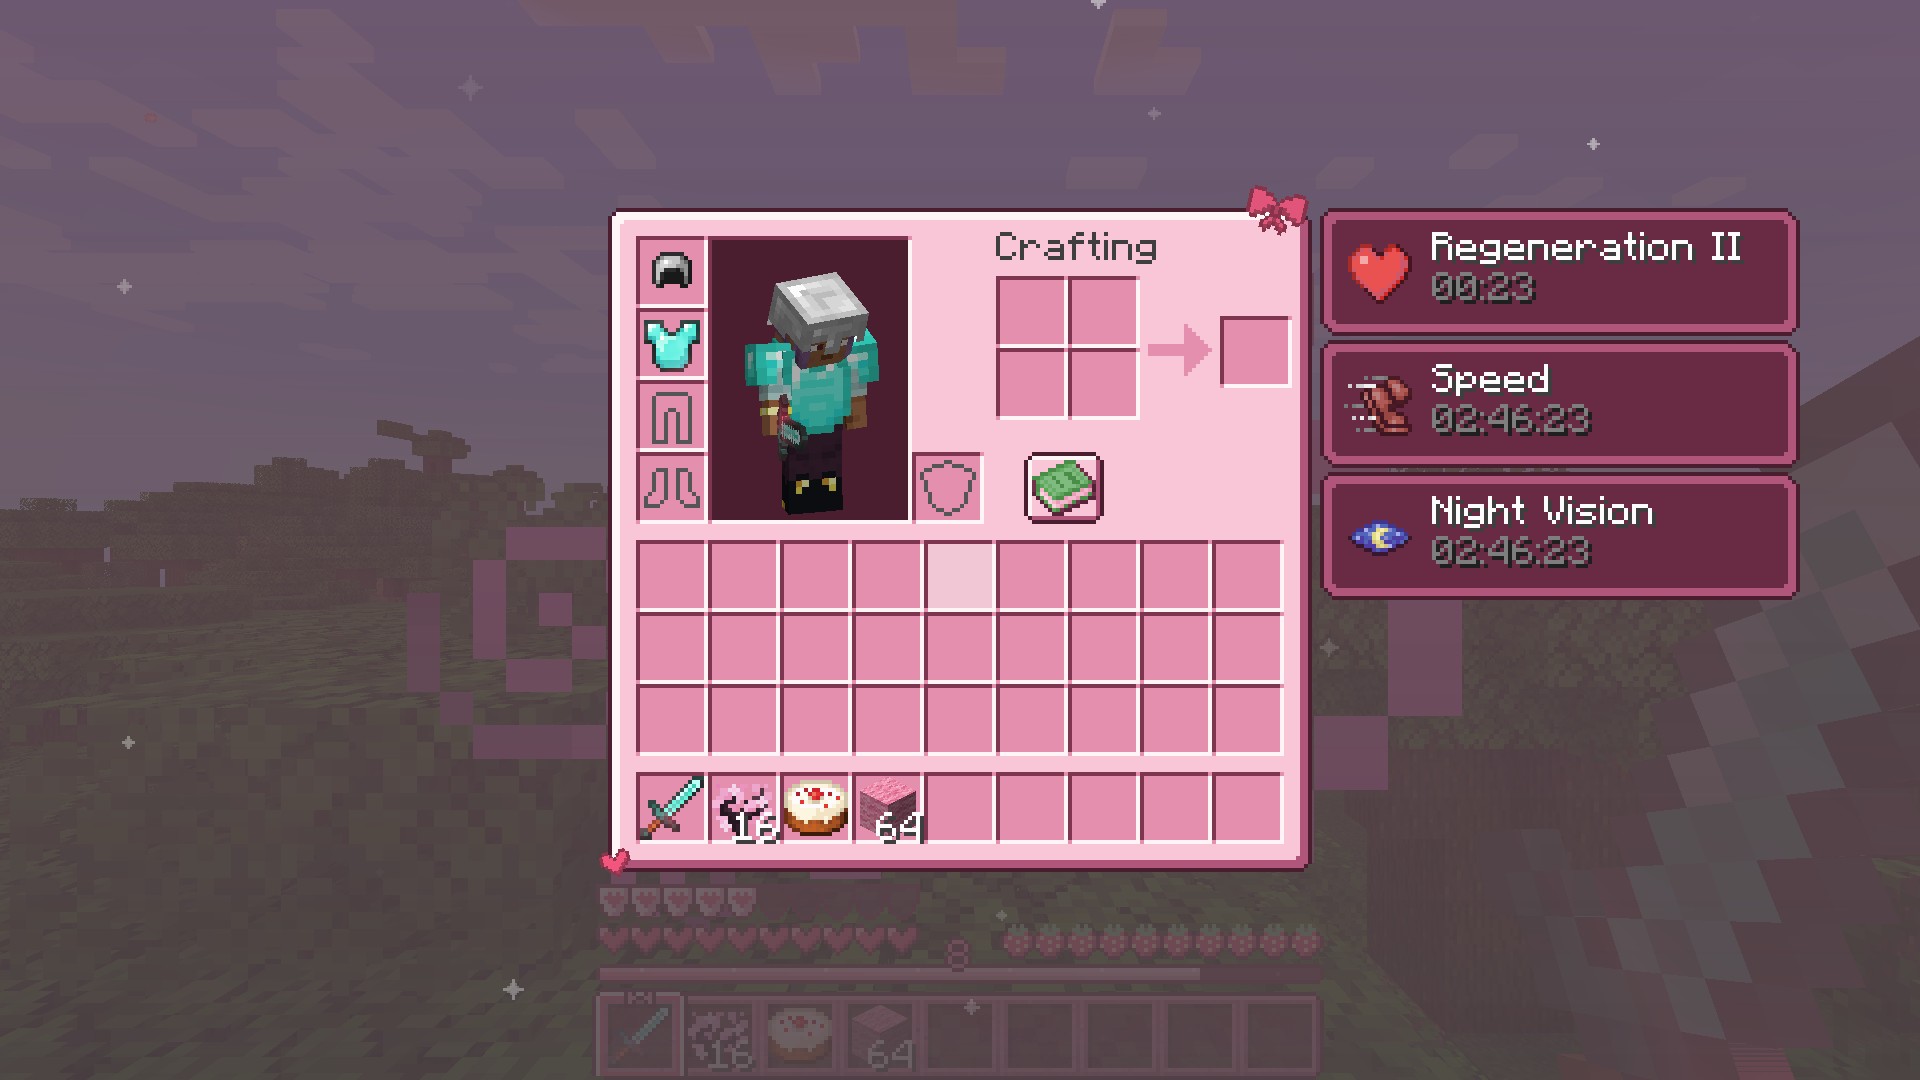 Crafting
Regeneration II
00:23
Speed
02:46:23
Night Vision
02:46:23
16
64
8
16
64